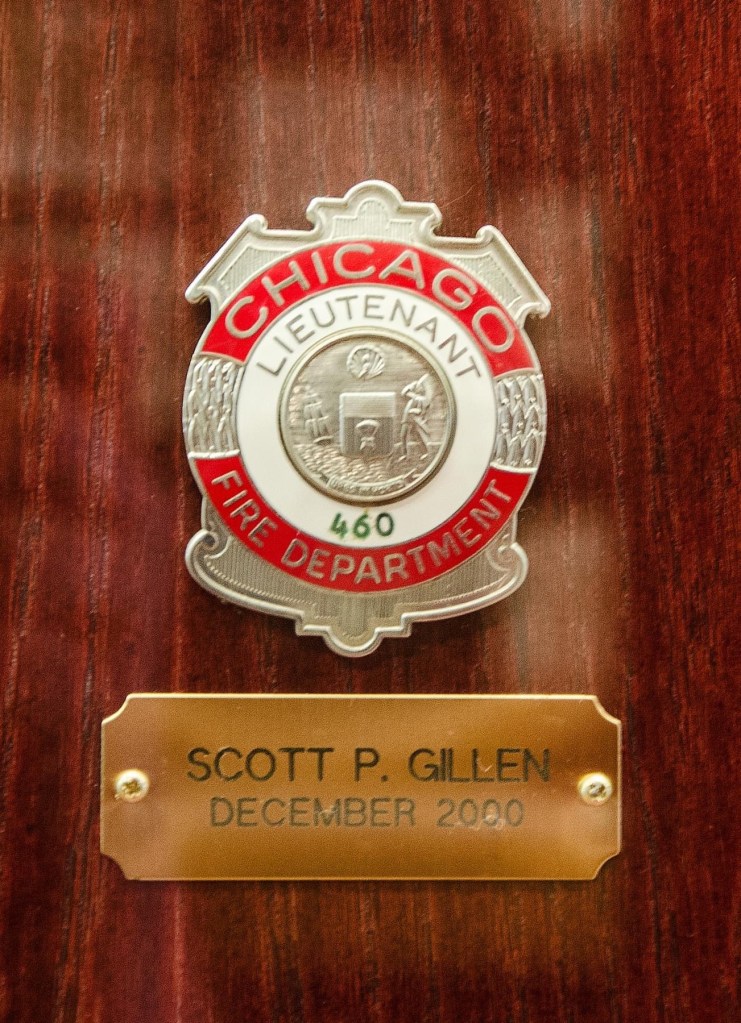 CHICAGO
LIEUTENANT
460
FIRE DEPARTMENT
SCOTT P. GILLEN
DECEMBER 2000